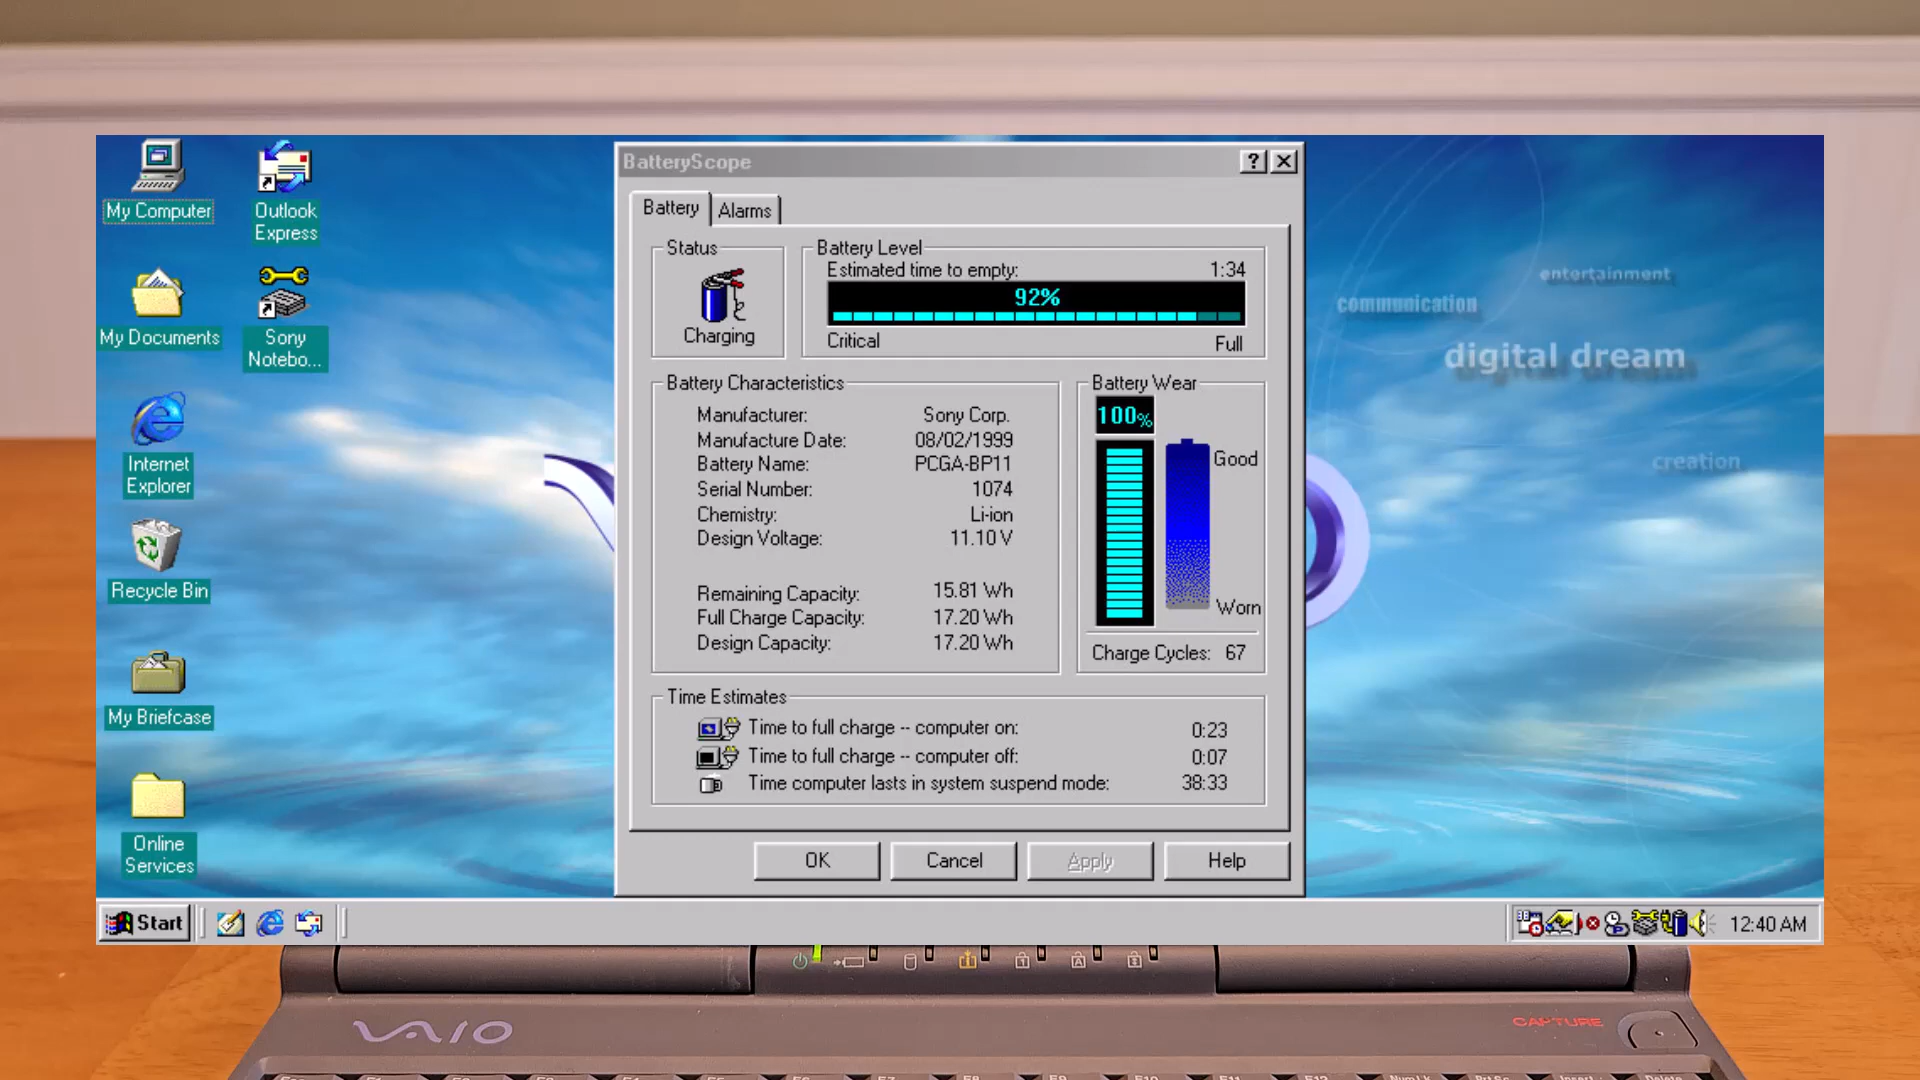 My Computer
Outlook
Express
My Documents
Sony
Notebo...
Internet
Explorer
Recycle Bin
My Briefcase
Online
Services
BatteryScope
Battery
Alarms
Status
Charging
Battery Level
Estimated time to empty: 1:34
92%
Critical Full
Battery Characteristics
Manufacturer: Sony Corp.
Manufacture Date: 08/02/1999
Battery Name: PCGA-BP11
Serial Number: 1074
Chemistry: Li-ion
Design Voltage: 11.10 V
Remaining Capacity: 15.81 Wh
Full Charge Capacity: 17.20 Wh
Design Capacity: 17.20 Wh
Battery Wear
100%
Good
Worn
Charge Cycles: 67
Time Estimates
Time to full charge -- computer on: 0:23
Time to full charge -- computer off: 0:07
Time computer lasts in system suspend mode: 38:33
OK
Cancel
Apply
Help
entertainment
communication
digital dream
creation
Start
12:40 AM
VAIO
CAPTURE